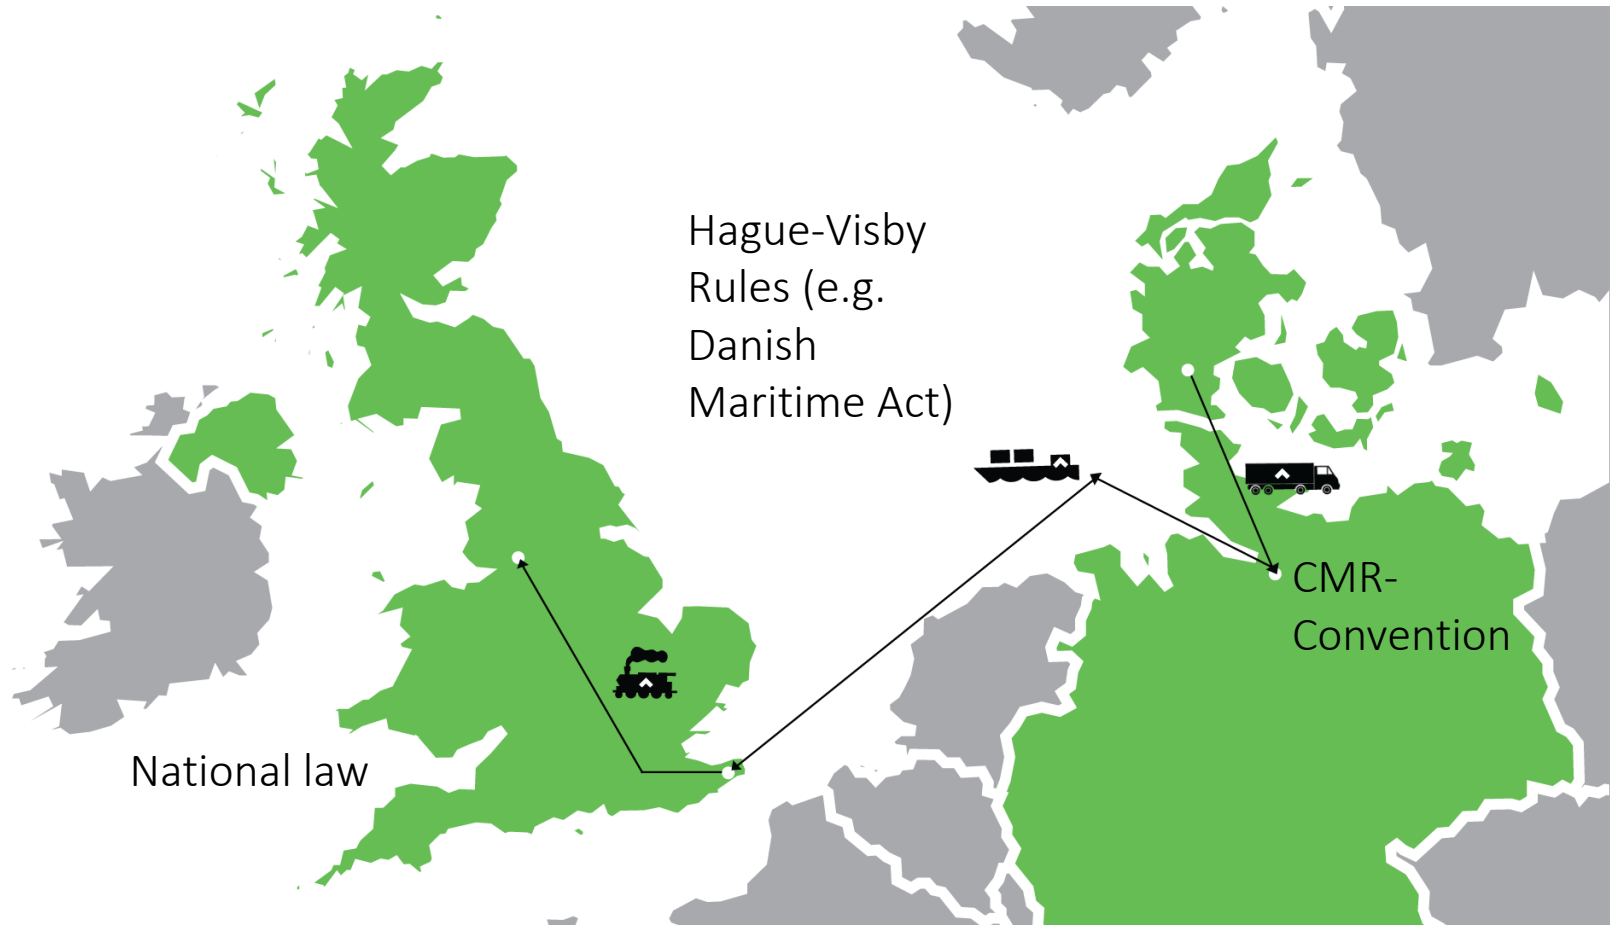 Hague-Visby
Rules (e.g.
Danish
Maritime Act)
CMR-
Convention
National law